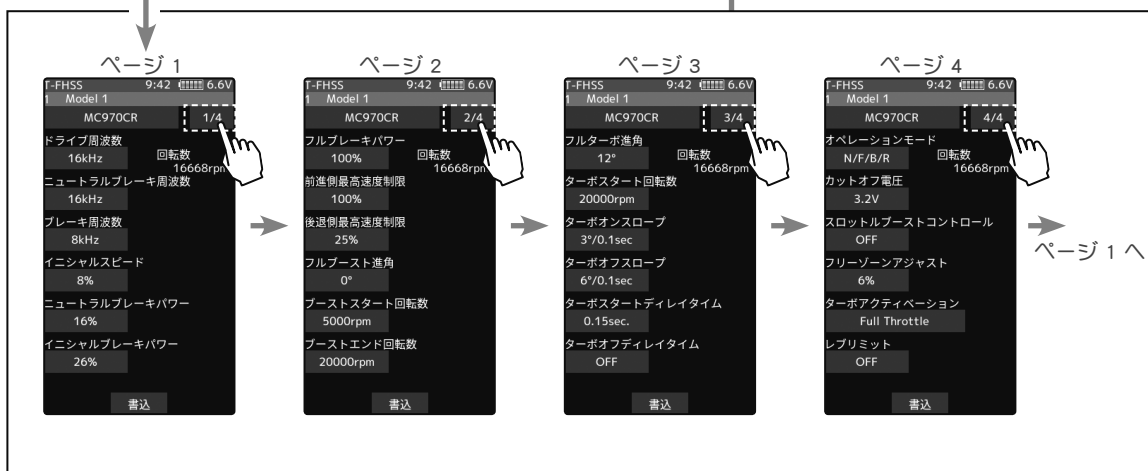 ページ 1
T-FHSS 9:42 6.6V
1 Model 1
MC970CR 1/4
ドライブ周波数
16kHz
回転数
16668rpm
ニュートラルブレーキ周波数
16kHz
ブレーキ周波数
8kHz
イニシャルスピード
8%
ニュートラルブレーキパワー
16%
イニシャルブレーキパワー
26%
書込
ページ 2
T-FHSS 9:42 6.6V
1 Model 1
MC970CR 2/4
フルブレーキパワー
100%
回転数
16668rpm
前進側最高速度制限
100%
後退側最高速度制限
25%
フルブースト進角
0°
ブーストスタート回転数
5000rpm
ブーストエンド回転数
20000rpm
書込
ページ 3
T-FHSS 9:42 6.6V
1 Model 1
MC970CR 3/4
フルターボ進角
12°
回転数
16668rpm
ターボスタート回転数
20000rpm
ターボオンスロープ
3°/0.1sec
ターボオフスロープ
6°/0.1sec
ターボスタートディレイタイム
0.15sec.
ターボオフディレイタイム
OFF
書込
ページ 4
T-FHSS 9:42 6.6V
1 Model 1
MC970CR 4/4
オペレーションモード
N/F/B/R
回転数
16668rpm
カットオフ電圧
3.2V
スロットルブーストコントロール
OFF
フリーゾーンアジャスト
6%
ターボアクティベーション
Full Throttle
レブリミット
OFF
書込
ページ 1 へ